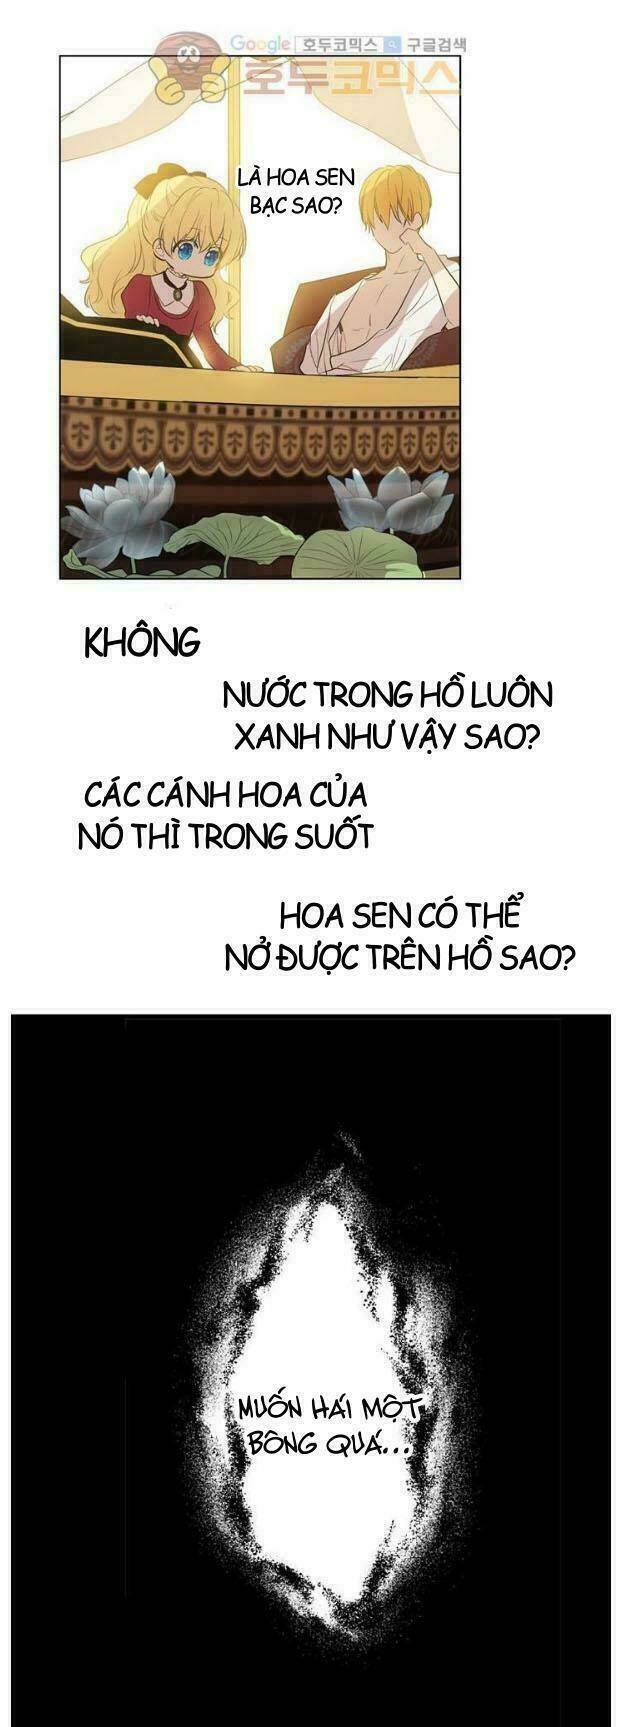 Google 호두코믹스 구글검색
호두코믹스
LÀ HOA SEN
BẠC SAO?
KHÔNG
NƯỚC TRONG HỒ LUÔN
XANH NHƯ VẬY SAO?
CÁC CÁNH HOA CỦA
NÓ THÌ TRONG SUỐT
HOA SEN CÓ THỂ
NỞ ĐƯỢC TRÊN HỒ SAO?
MUỐN HÁI MỘT
BÔNG QUÁ...